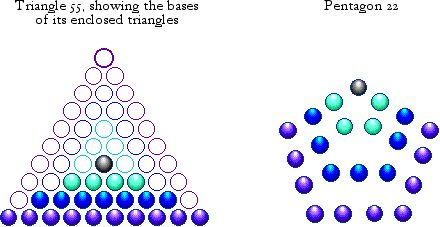 Triangle 55, showing the bases
of its enclosed triangles
Pentagon 22